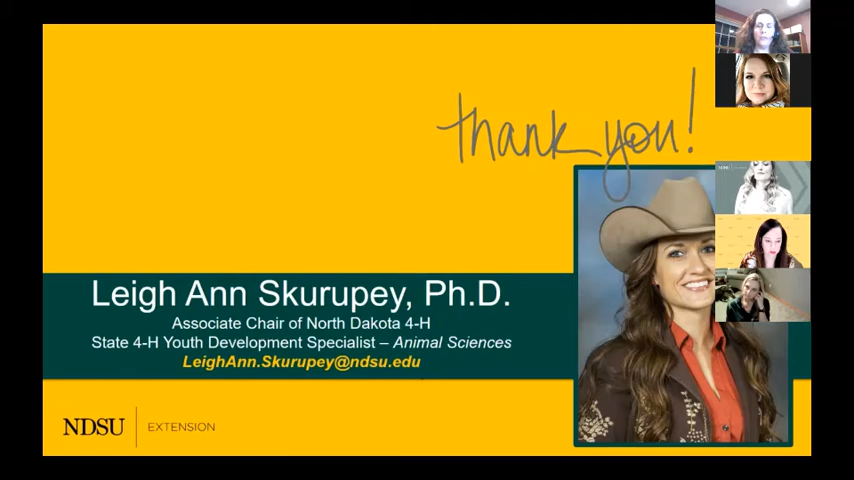 thank you!
Leigh Ann Skurupey, Ph.D.
Associate Chair of North Dakota 4-H
State 4-H Youth Development Specialist – Animal Sciences
LeighAnn.Skurupey@ndsu.edu
NDSU EXTENSION